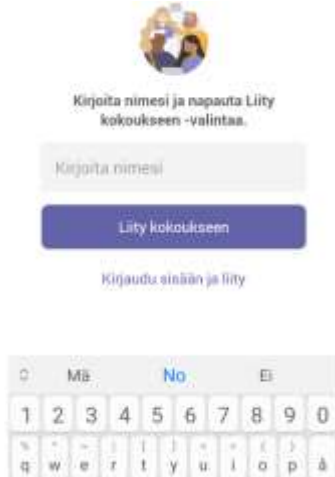 Kirjoita nimesi ja napauta Liity
kokoukseen -valintaa.
Kirjoita nimesi
Liity kokoukseen
Kirjaudu sisään ja liity
Mä No Ei
1 2 3 4 5 6 7 8 9 0
q w e r t y u i o p å